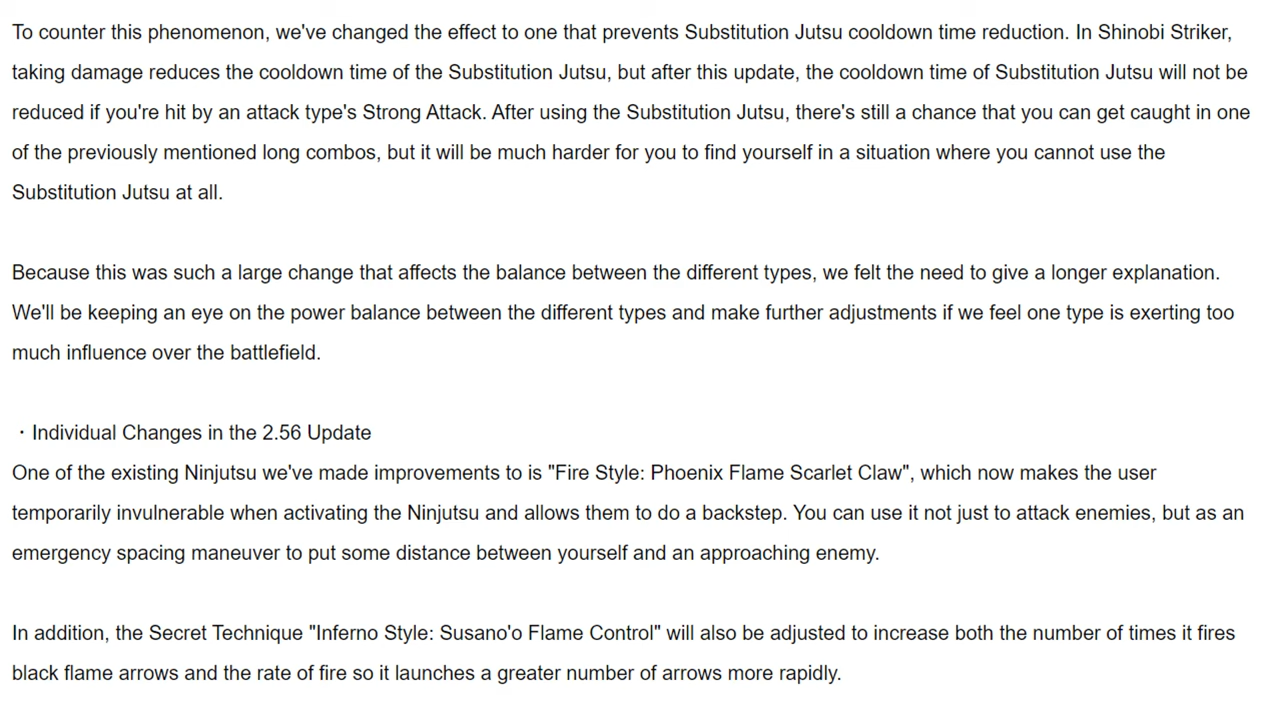 To counter this phenomenon, we've changed the effect to one that prevents Substitution Jutsu cooldown time reduction. In Shinobi Striker,
taking damage reduces the cooldown time of the Substitution Jutsu, but after this update, the cooldown time of Substitution Jutsu will not be
reduced if you're hit by an attack type's Strong Attack. After using the Substitution Jutsu, there's still a chance that you can get caught in one
of the previously mentioned long combos, but it will be much harder for you to find yourself in a situation where you cannot use the
Substitution Jutsu at all.
Because this was such a large change that affects the balance between the different types, we felt the need to give a longer explanation.
We'll be keeping an eye on the power balance between the different types and make further adjustments if we feel one type is exerting too
much influence over the battlefield.
・Individual Changes in the 2.56 Update
One of the existing Ninjutsu we've made improvements to is "Fire Style: Phoenix Flame Scarlet Claw", which now makes the user
temporarily invulnerable when activating the Ninjutsu and allows them to do a backstep. You can use it not just to attack enemies, but as an
emergency spacing maneuver to put some distance between yourself and an approaching enemy.
In addition, the Secret Technique "Inferno Style: Susano'o Flame Control" will also be adjusted to increase both the number of times it fires
black flame arrows and the rate of fire so it launches a greater number of arrows more rapidly.